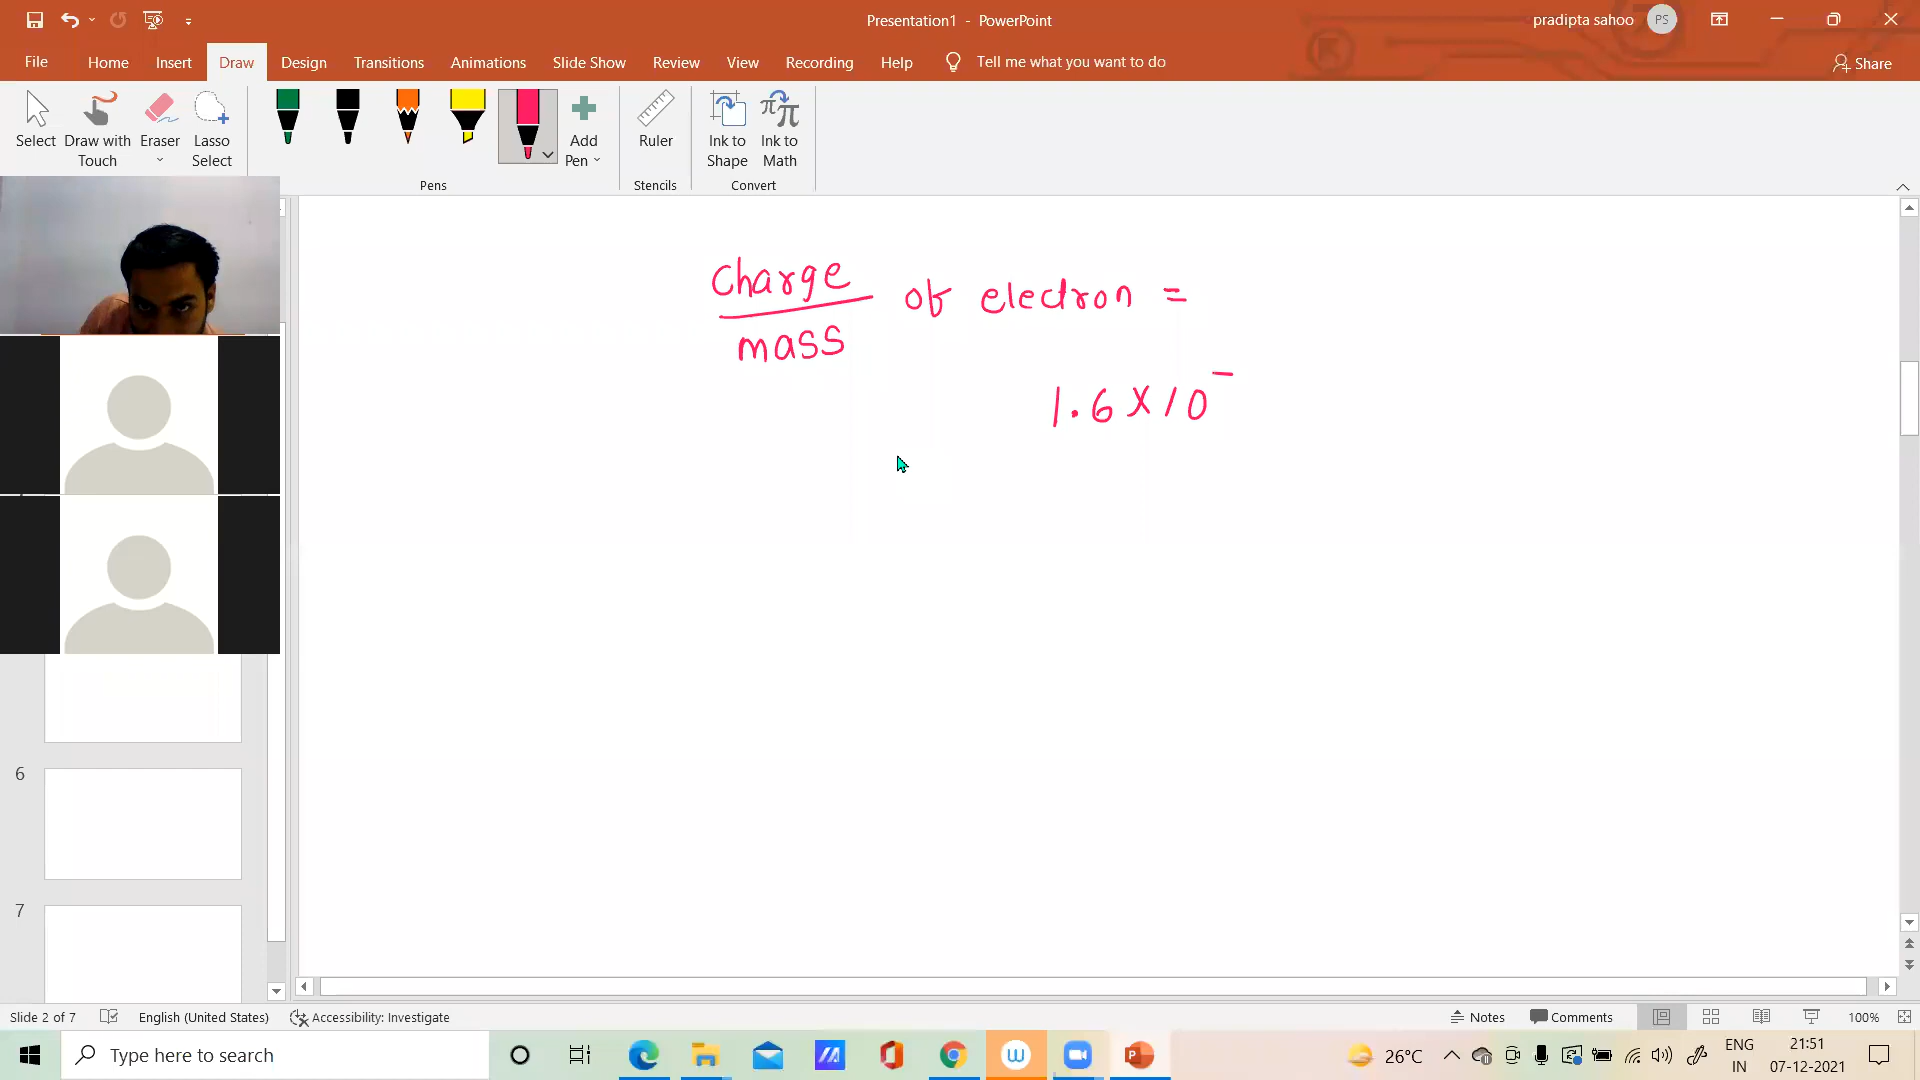 Presentation1 - PowerPoint
pradipta sahoo PS
File Home Insert Draw Design Transitions Animations Slide Show Review View Recording Help Tell me what you want to do Share
Select Draw with Touch Eraser Lasso Select Add Pen Ruler Ink to Shape Ink to Math
Pens Stencils Convert
charge
of electron =
mass
1.6 X 10⁻
6
7
Slide 2 of 7 English (United States) Accessibility: Investigate Notes Comments 100%
Type here to search
26°C ENG 21:51
IN 07-12-2021